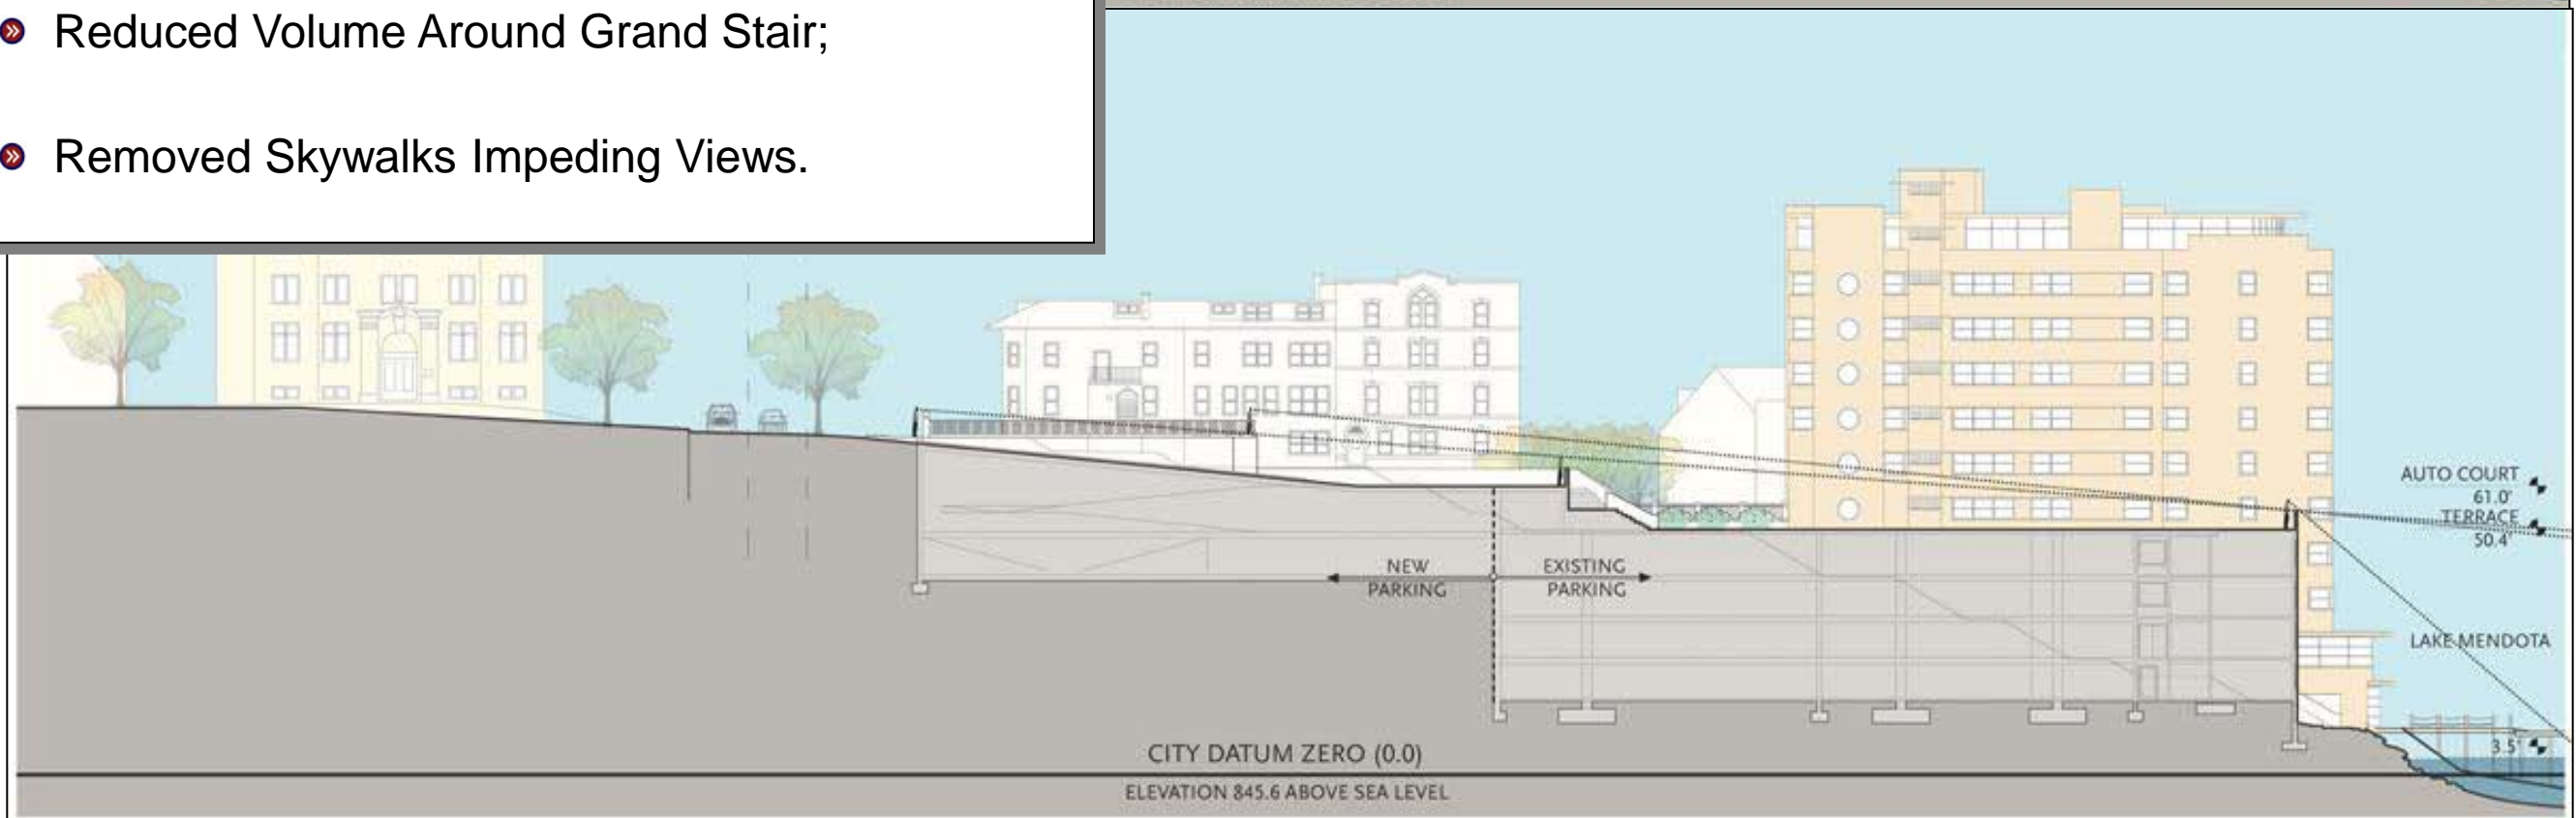 Reduced Volume Around Grand Stair;
Removed Skywalks Impeding Views.
AUTO COURT
61.0'
TERRACE
50.4'
NEW
PARKING
EXISTING
PARKING
LAKE MENDOTA
3.5'
CITY DATUM ZERO (0.0)
ELEVATION 845.6 ABOVE SEA LEVEL